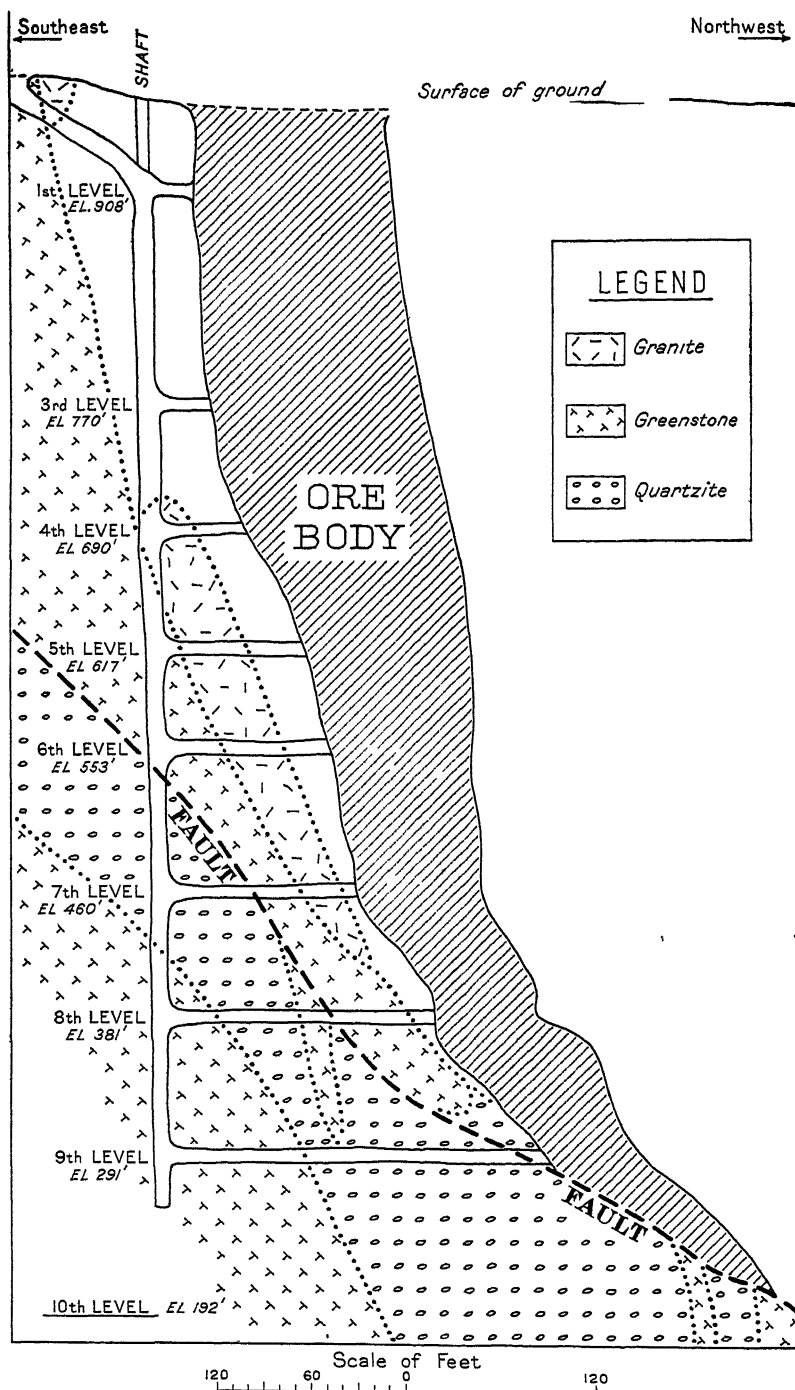 Southeast
Northwest
SHAFT
Surface of ground
1st LEVEL
EL. 908'
LEGEND
Granite
Greenstone
Quartzite
3rd LEVEL
EL 770'
ORE
BODY
4th LEVEL
EL 690'
5th LEVEL
EL 617'
6th LEVEL
EL 553'
FAULT
7th LEVEL
EL 460'
8th LEVEL
EL 381'
9th LEVEL
EL 291'
FAULT
10th LEVEL EL 192'
Scale of Feet
120 60 0 120